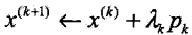 x^{(k+1)} ← x^{(k)} + λ_k p_k